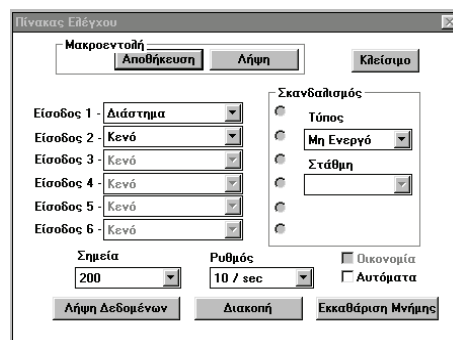 Πίνακας Ελέγχου
Μακροεντολή
Αποθήκευση Λήψη Κλείσιμο
Σκανδαλισμός
Είσοδος 1 - Διάστημα
Τύπος
Είσοδος 2 - Κενό
Μη Ενεργό
Είσοδος 3 - Κενό
Στάθμη
Είσοδος 4 - Κενό
Είσοδος 5 - Κενό
Είσοδος 6 - Κενό
Σημεία Ρυθμός Οικονομία
200 10 / sec Αυτόματα
Λήψη Δεδομένων Διακοπή Εκκαθάριση Μνήμης